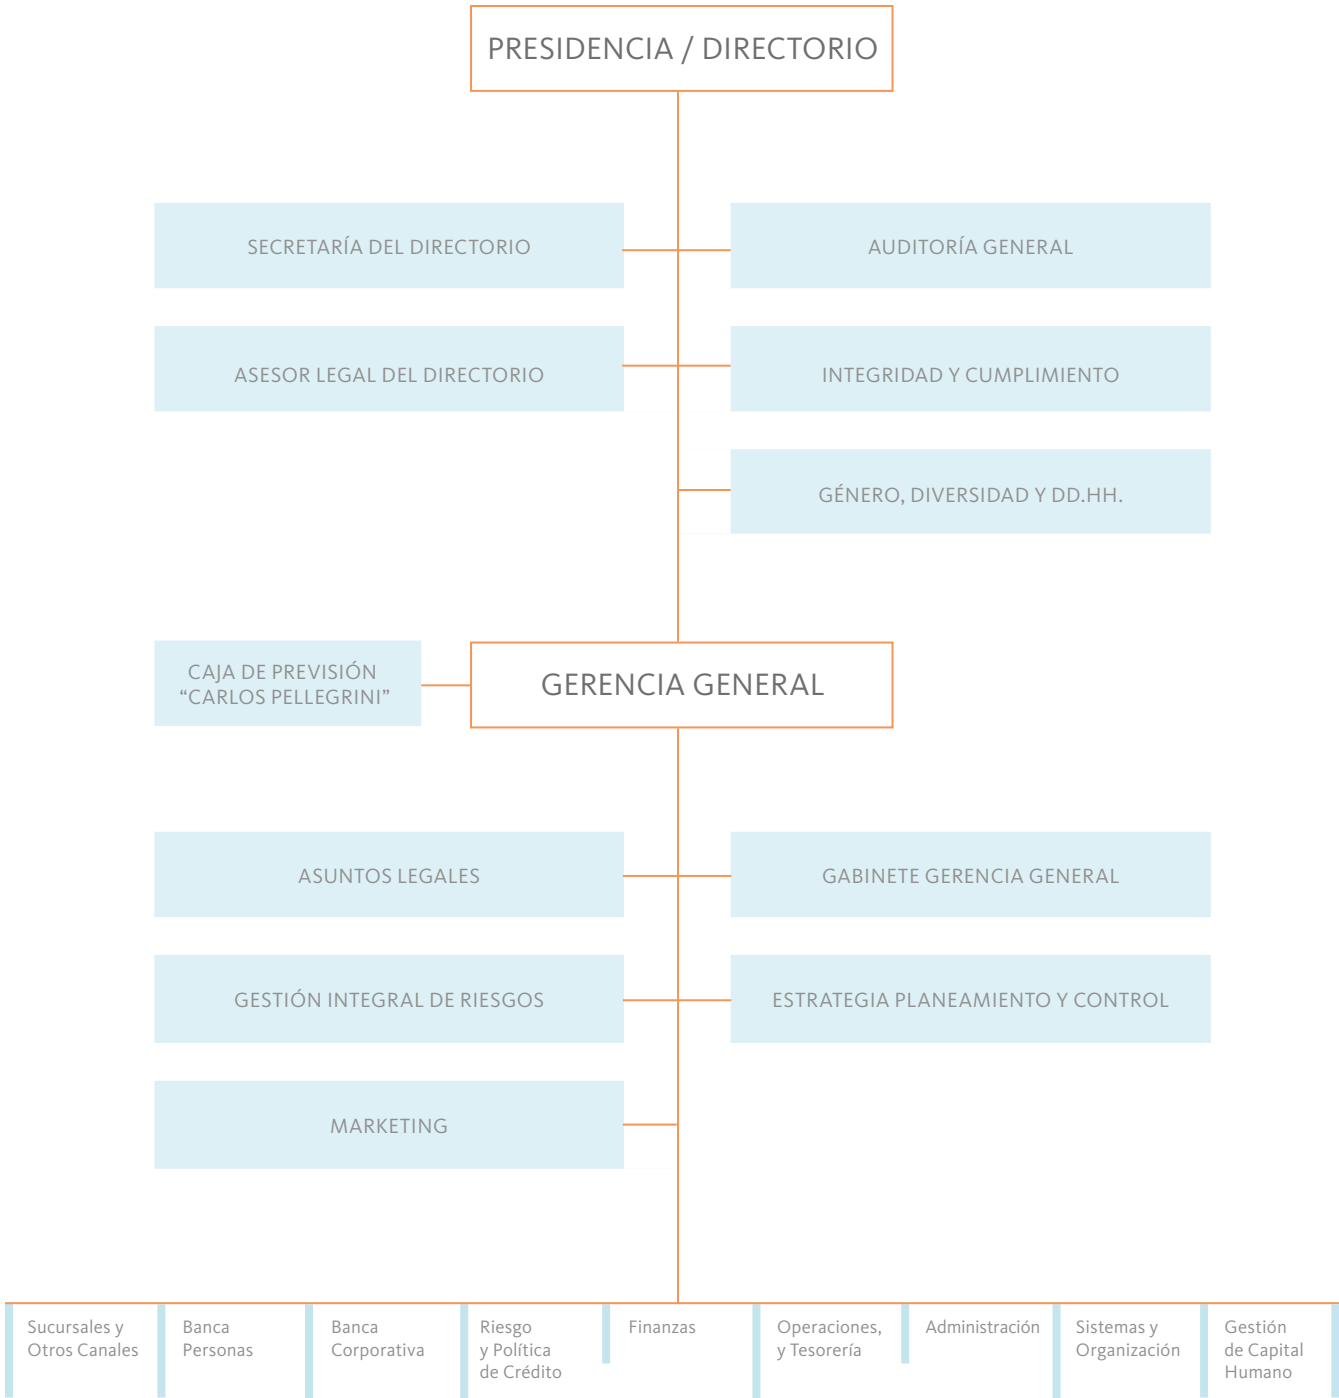 PRESIDENCIA / DIRECTORIO
SECRETARÍA DEL DIRECTORIO
AUDITORÍA GENERAL
ASESOR LEGAL DEL DIRECTORIO
INTEGRIDAD Y CUMPLIMIENTO
GÉNERO, DIVERSIDAD Y DD.HH.
CAJA DE PREVISIÓN
“CARLOS PELLEGRINI”
GERENCIA GENERAL
ASUNTOS LEGALES
GABINETE GERENCIA GENERAL
GESTIÓN INTEGRAL DE RIESGOS
ESTRATEGIA PLANEAMIENTO Y CONTROL
MARKETING
Sucursales y
Otros Canales
Banca
Personas
Banca
Corporativa
Riesgo
y Política
de Crédito
Finanzas
Operaciones,
y Tesorería
Administración
Sistemas y
Organización
Gestión
de Capital
Humano